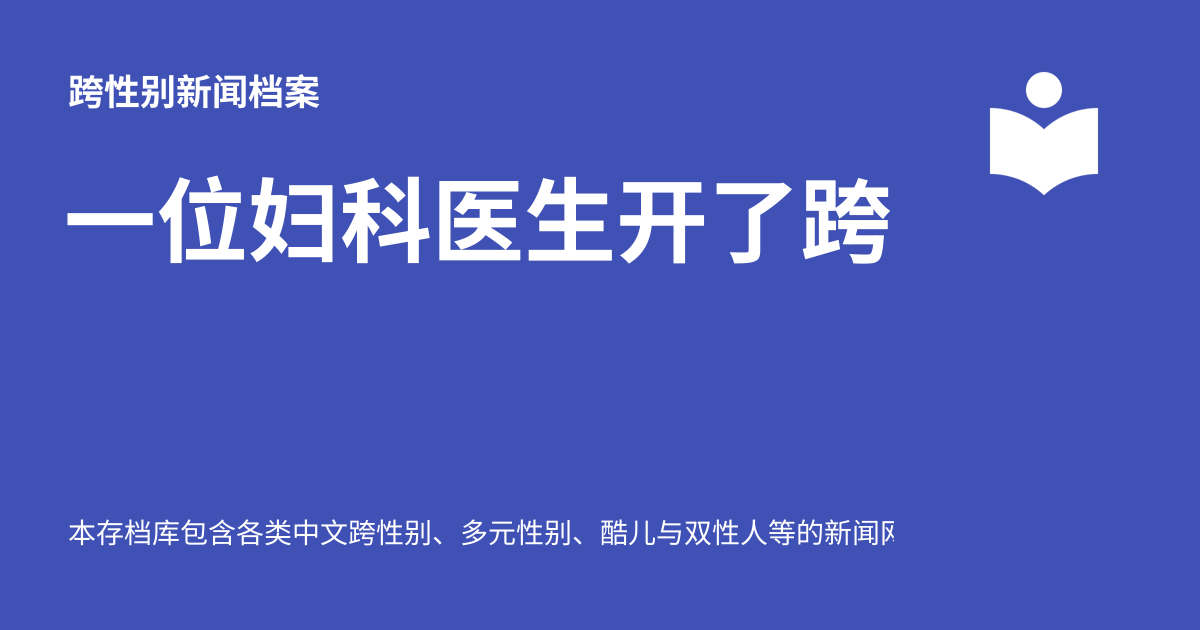 跨性别新闻档案
一位妇科医生开了跨
本存档库包含各类中文跨性别、多元性别、酷儿与双性人等的新闻